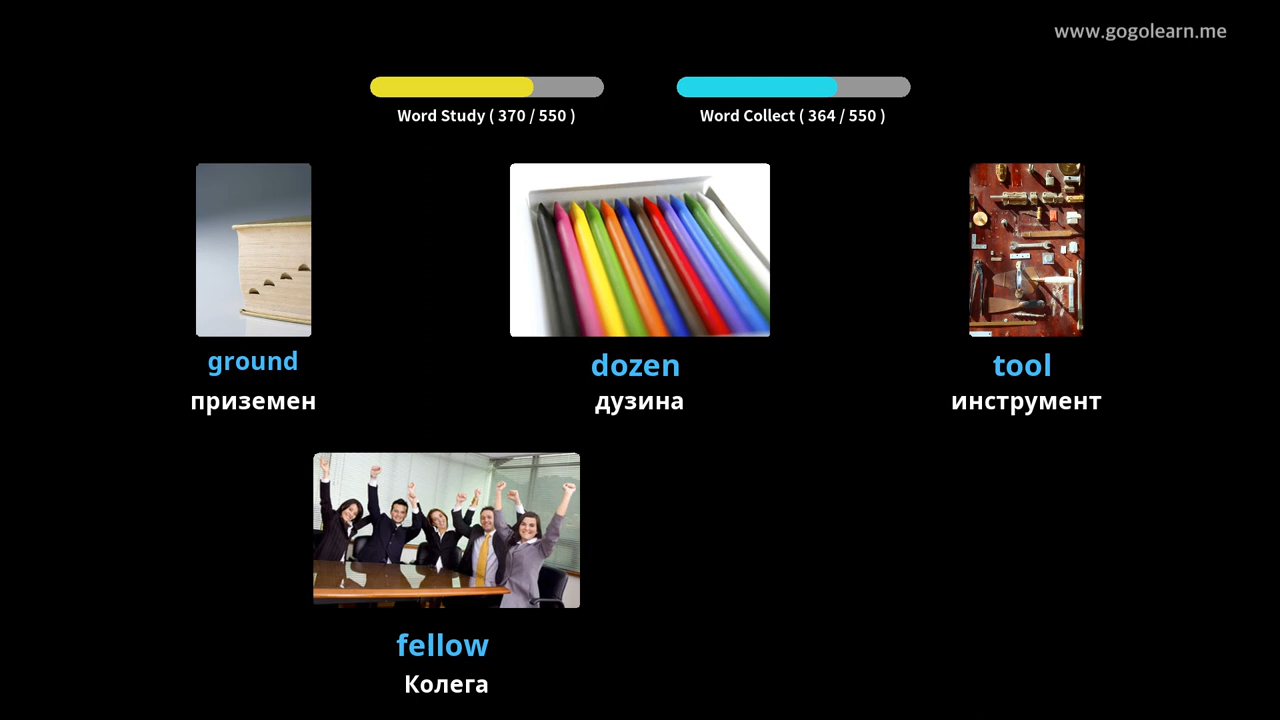 www.gogolearn.me
Word Study ( 370 / 550 )
Word Collect ( 364 / 550 )
ground
приземен
dozen
дузина
tool
инструмент
fellow
Колега